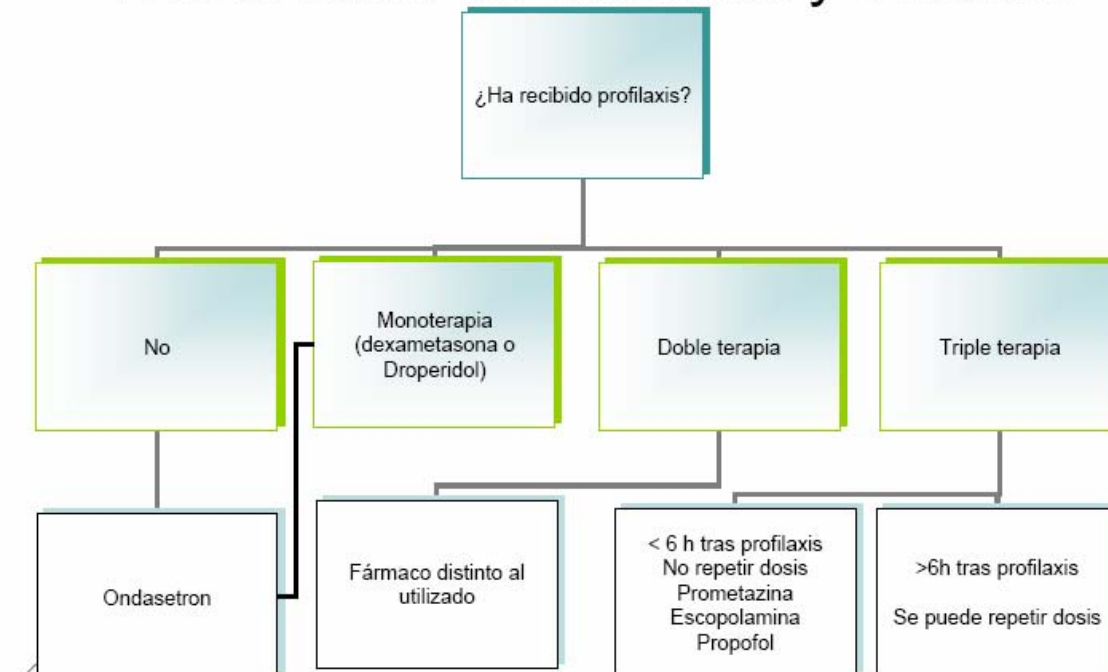 ¿Ha recibido profilaxis?
No
Monoterapia
(dexametasona o
Droperidol)
Doble terapia
Triple terapia
Ondasetron
Fármaco distinto al
utilizado
< 6 h tras profilaxis
No repetir dosis
Prometazina
Escopolamina
Propofol
>6h tras profilaxis
Se puede repetir dosis